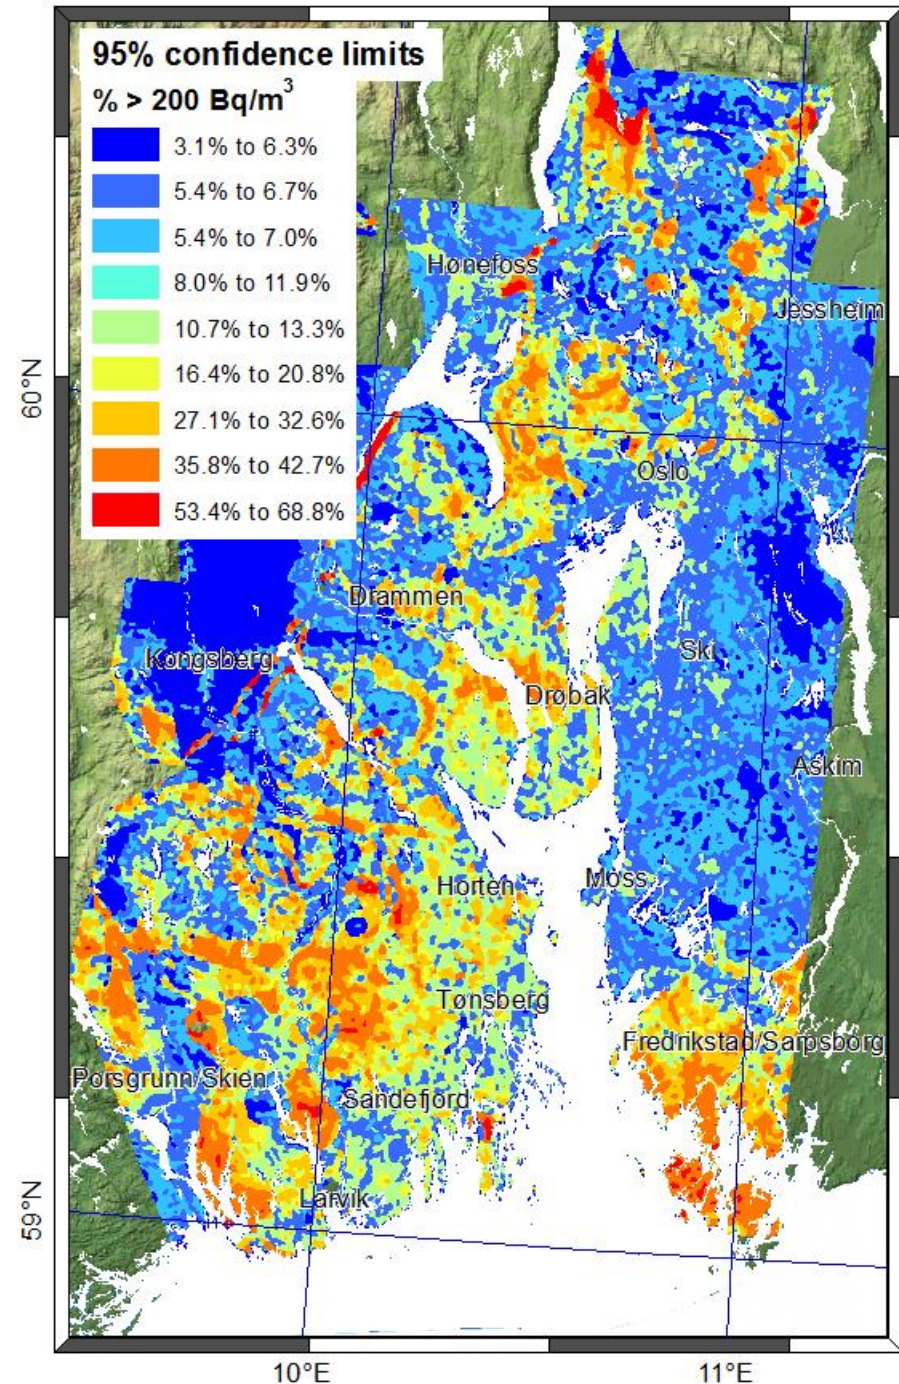 95% confidence limits
% > 200 Bq/m³
3.1% to 6.3%
5.4% to 6.7%
5.4% to 7.0%
8.0% to 11.9%
10.7% to 13.3%
16.4% to 20.8%
27.1% to 32.6%
35.8% to 42.7%
53.4% to 68.8%
Hønefoss
Jessheim
60°N
Oslo
Drammen
Kongsberg
Ski
Drøbak
Askim
Horten
Moss
Tønsberg
Fredrikstad/Sarpsborg
Porsgrunn/Skien
Sandefjord
Larvik
59°N
10°E
11°E